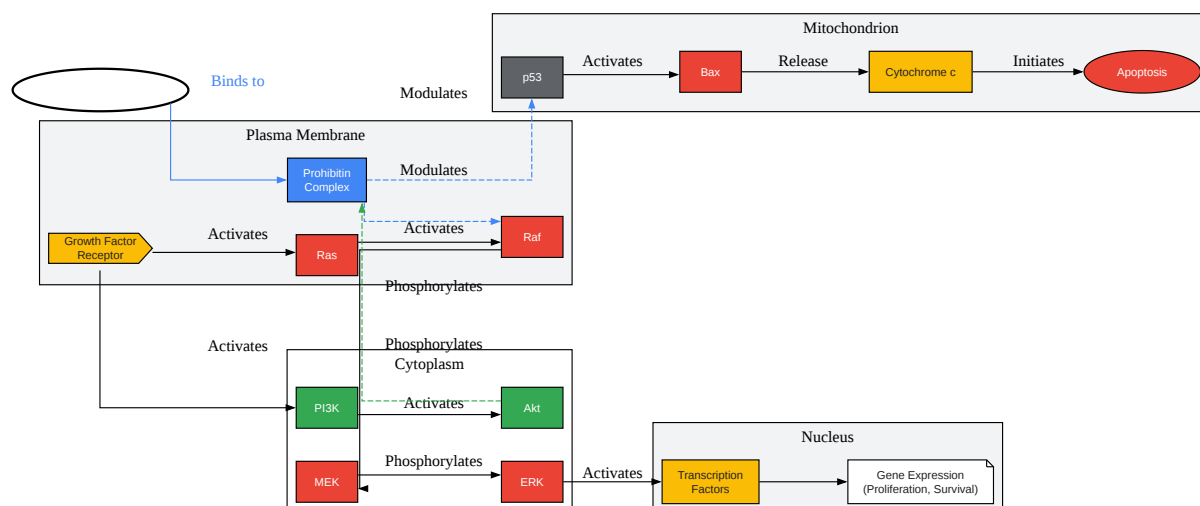 Mitochondrion
p53
Activates
Bax
Release
Cytochrome c
Initiates
Apoptosis
Binds to
Modulates
Plasma Membrane
Prohibitin
Complex
Modulates
Growth Factor
Receptor
Activates
Ras
Activates
Raf
Phosphorylates
Activates
Phosphorylates
Cytoplasm
PI3K
Activates
Akt
MEK
Phosphorylates
ERK
Activates
Nucleus
Transcription
Factors
Gene Expression
(Proliferation, Survival)